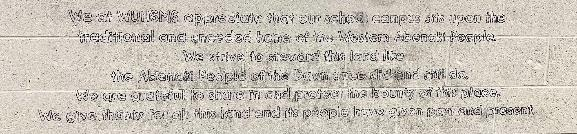 We at WUHSMS appreciate that our school campus sits upon the
traditional and unceded home of the Western Abenaki People.
We strive to steward this land like
the Abenaki People of the Dawn Land did and still do.
We are grateful to share in and protect the bounty of this place.
We give thanks for all this land and its people have given past and present.